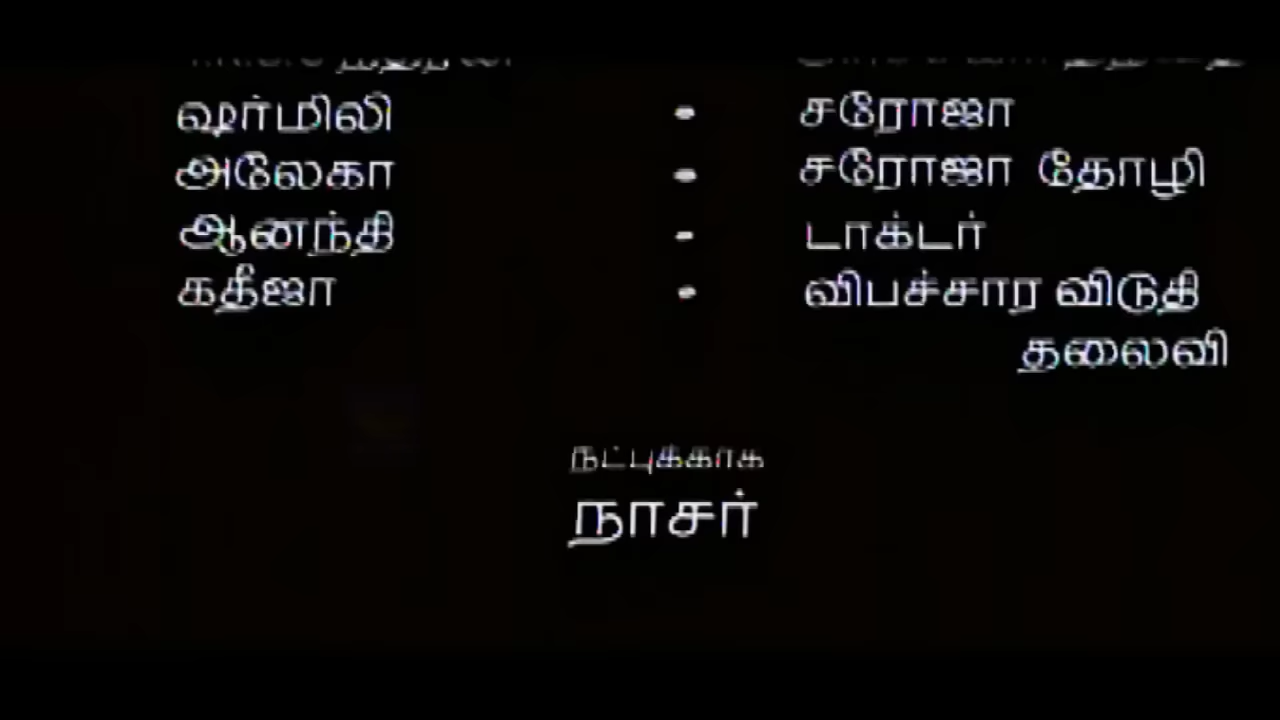 ஷர்மிலி - சரோஜா
அலேகா - சரோஜா தோழி
ஆனந்தி - டாக்டர்
கதீஜா - விபச்சார விடுதி
தலைவி
நட்புக்காக
நாசர்